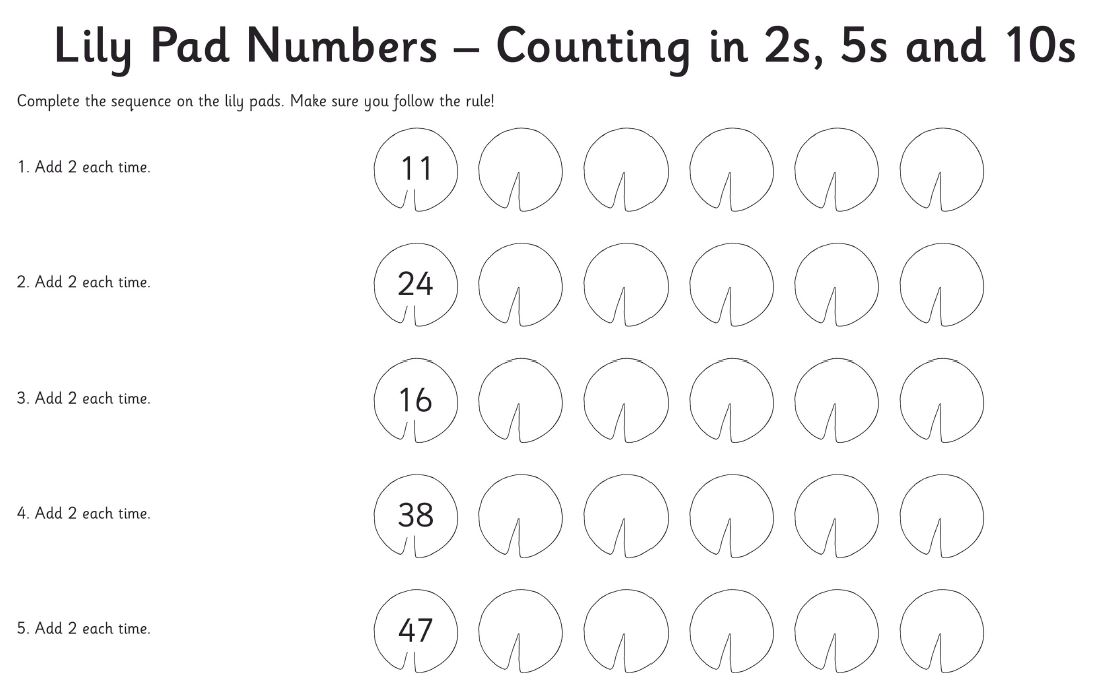 Lily Pad Numbers – Counting in 2s, 5s and 10s
Complete the sequence on the lily pads. Make sure you follow the rule!
1. Add 2 each time. 11
2. Add 2 each time. 24
3. Add 2 each time. 16
4. Add 2 each time. 38
5. Add 2 each time. 47